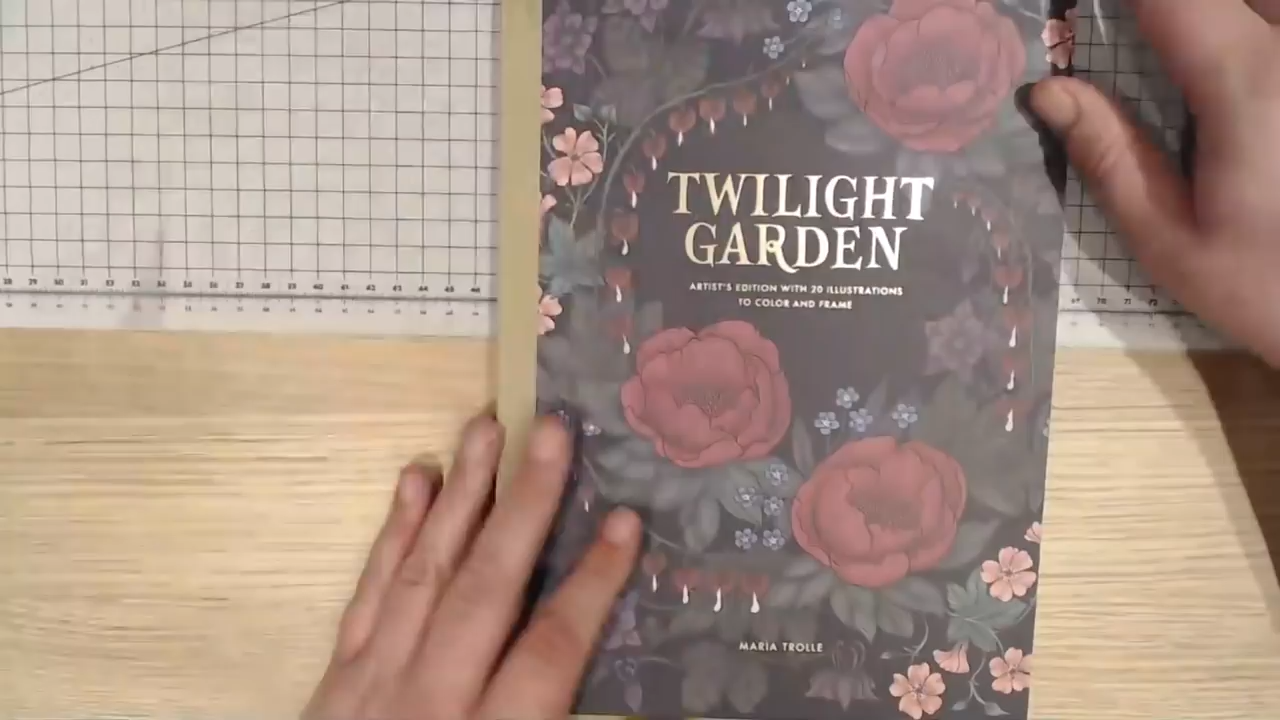 TWILIGHT
GARDEN
ARTIST'S EDITION WITH 20 ILLUSTRATIONS
TO COLOR AND FRAME
MARIA TROLLE